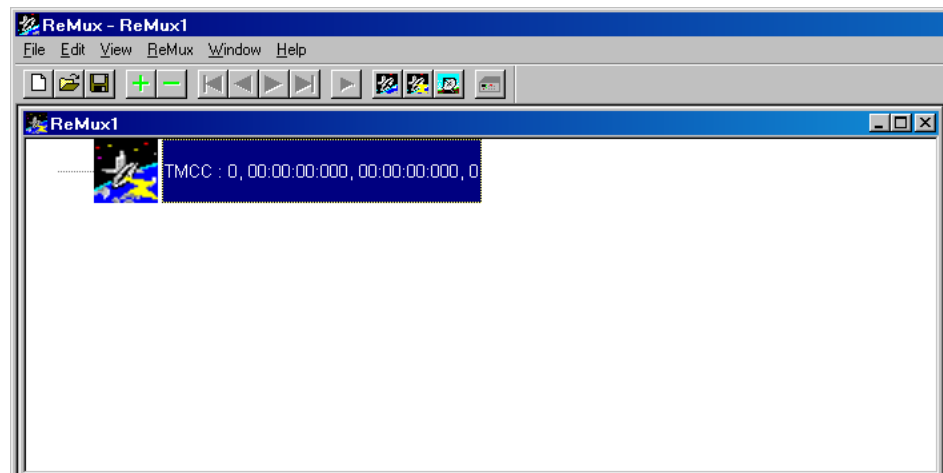 ReMux - ReMux1
File Edit View ReMux Window Help
ReMux1
TMCC : 0, 00:00:00:000, 00:00:00:000, 0